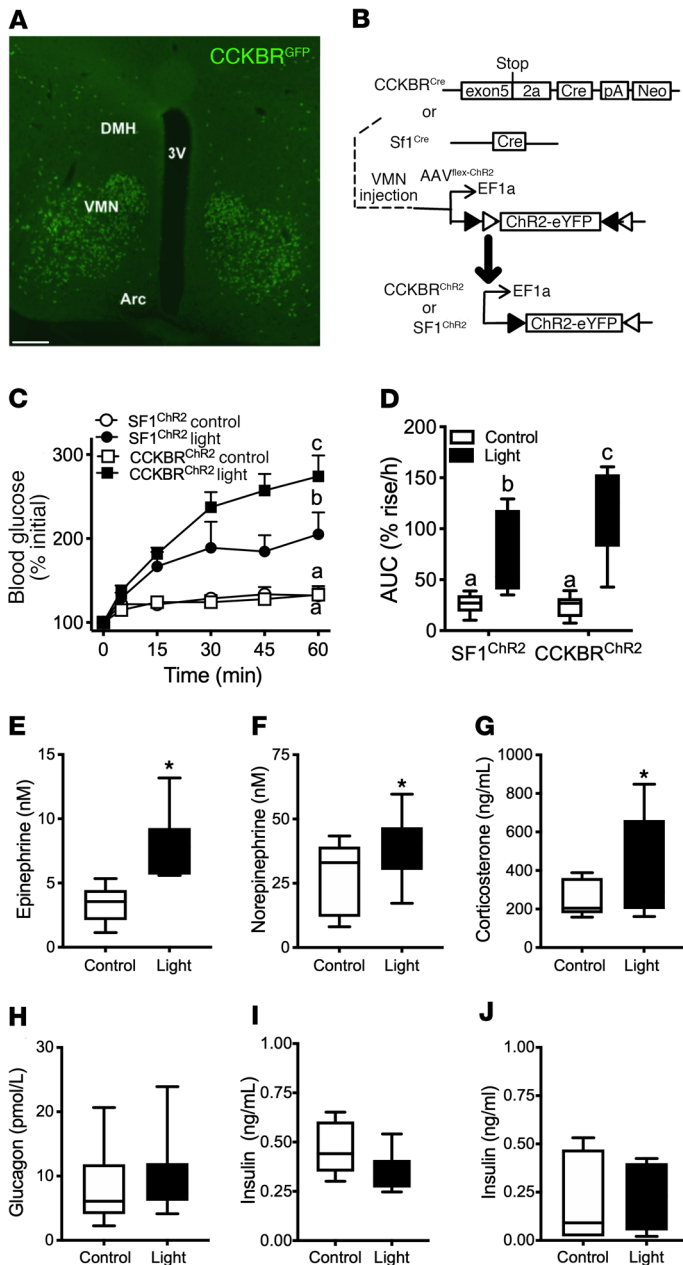 A
CCKBR^GFP
DMH
3V
VMN
Arc
B
Stop
CCKBR^Cre
exon5 2a Cre pA Neo
or
Sf1^Cre
Cre
VMN
injection
AAV^flex-ChR2
EF1a
ChR2-eYFP
CCKBR^ChR2
or
SF1^ChR2
EF1a
ChR2-eYFP
C
SF1^ChR2 control
SF1^ChR2 light
CCKBR^ChR2 control
CCKBR^ChR2 light
Blood glucose
(% initial)
300
200
100
c
b
a
a
0 15 30 45 60
Time (min)
D
Control
Light
AUC (% rise/h)
200
150
100
50
0
a b a c
SF1^ChR2 CCKBR^ChR2
E
Epinephrine (nM)
15
10
5
0
*
Control Light
F
Norepinephrine (nM)
75
50
25
0
*
Control Light
G
Corticosterone (ng/mL)
1000
800
600
400
200
0
*
Control Light
H
Glucagon (pmol/L)
30
20
10
0
Control Light
I
Insulin (ng/mL)
1.00
0.75
0.50
0.25
0.00
Control Light
J
Insulin (ng/ml)
1.00
0.75
0.50
0.25
0.00
Control Light